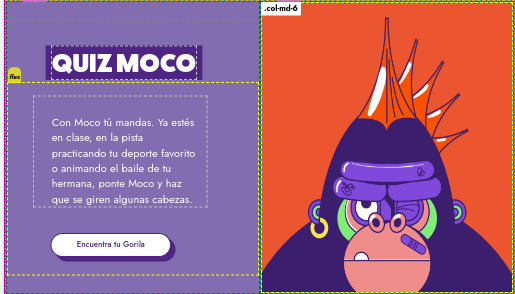 .col-md-6
QUIZ MOCO
flex
Con Moco tú mandas. Ya estés
en clase, en la pista
practicando tu deporte favorito
o animando el baile de tu
hermana, ponte Moco y haz
que se giren algunas cabezas.
Encuentra tu Gorila